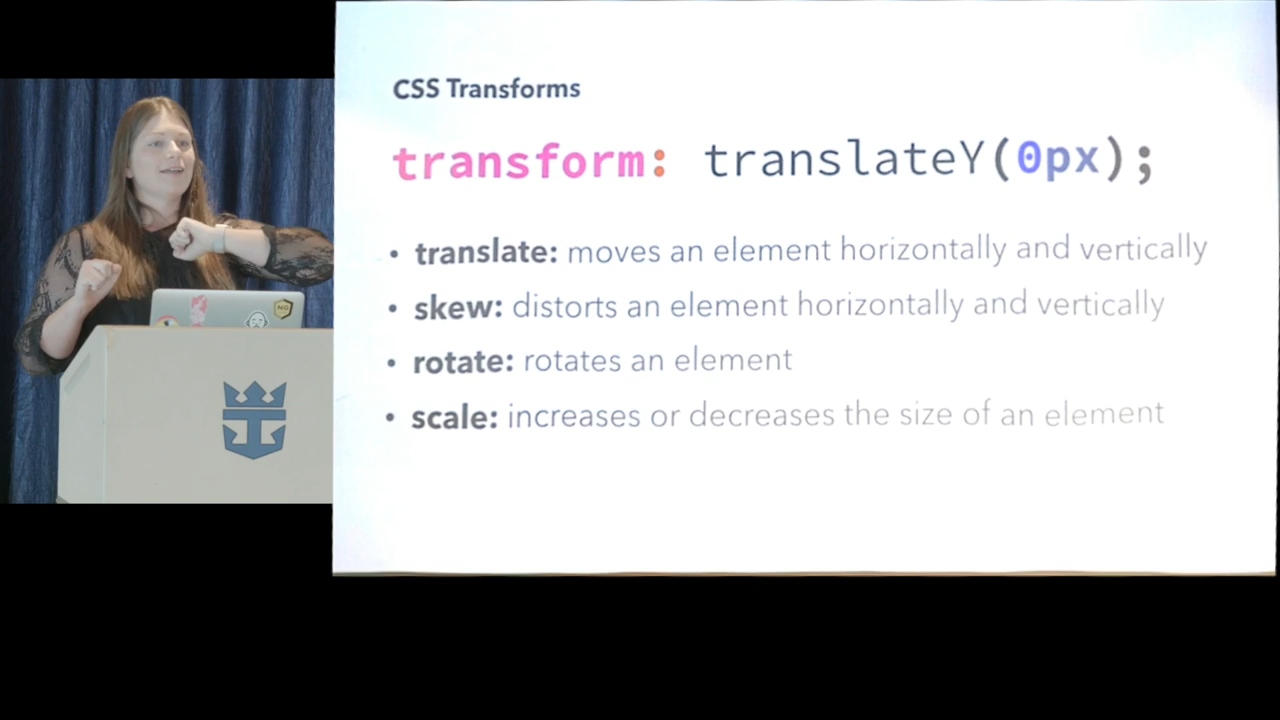 CSS Transforms
transform: translateY(0px);
• translate: moves an element horizontally and vertically
• skew: distorts an element horizontally and vertically
• rotate: rotates an element
• scale: increases or decreases the size of an element
NG